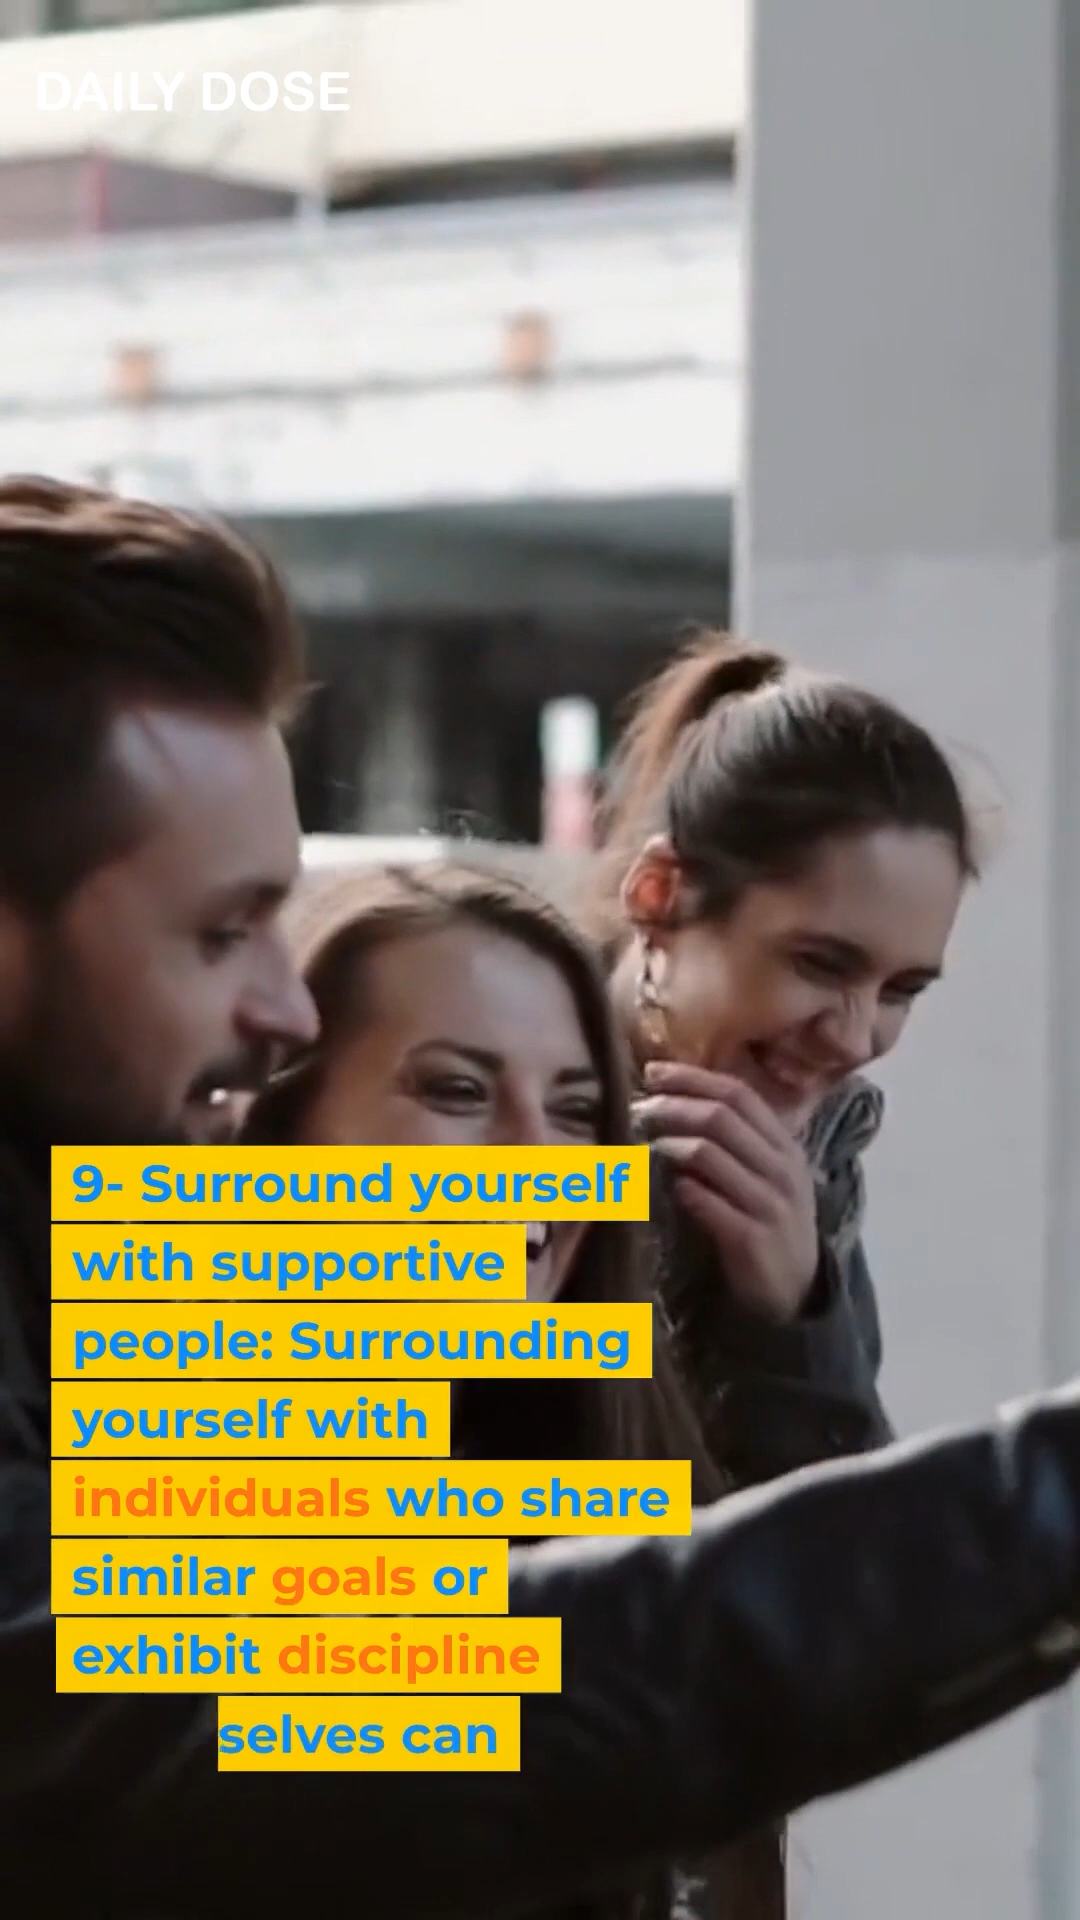 DAILY DOSE
9- Surround yourself
with supportive
people: Surrounding
yourself with
individuals who share
similar goals or
exhibit discipline
selves can